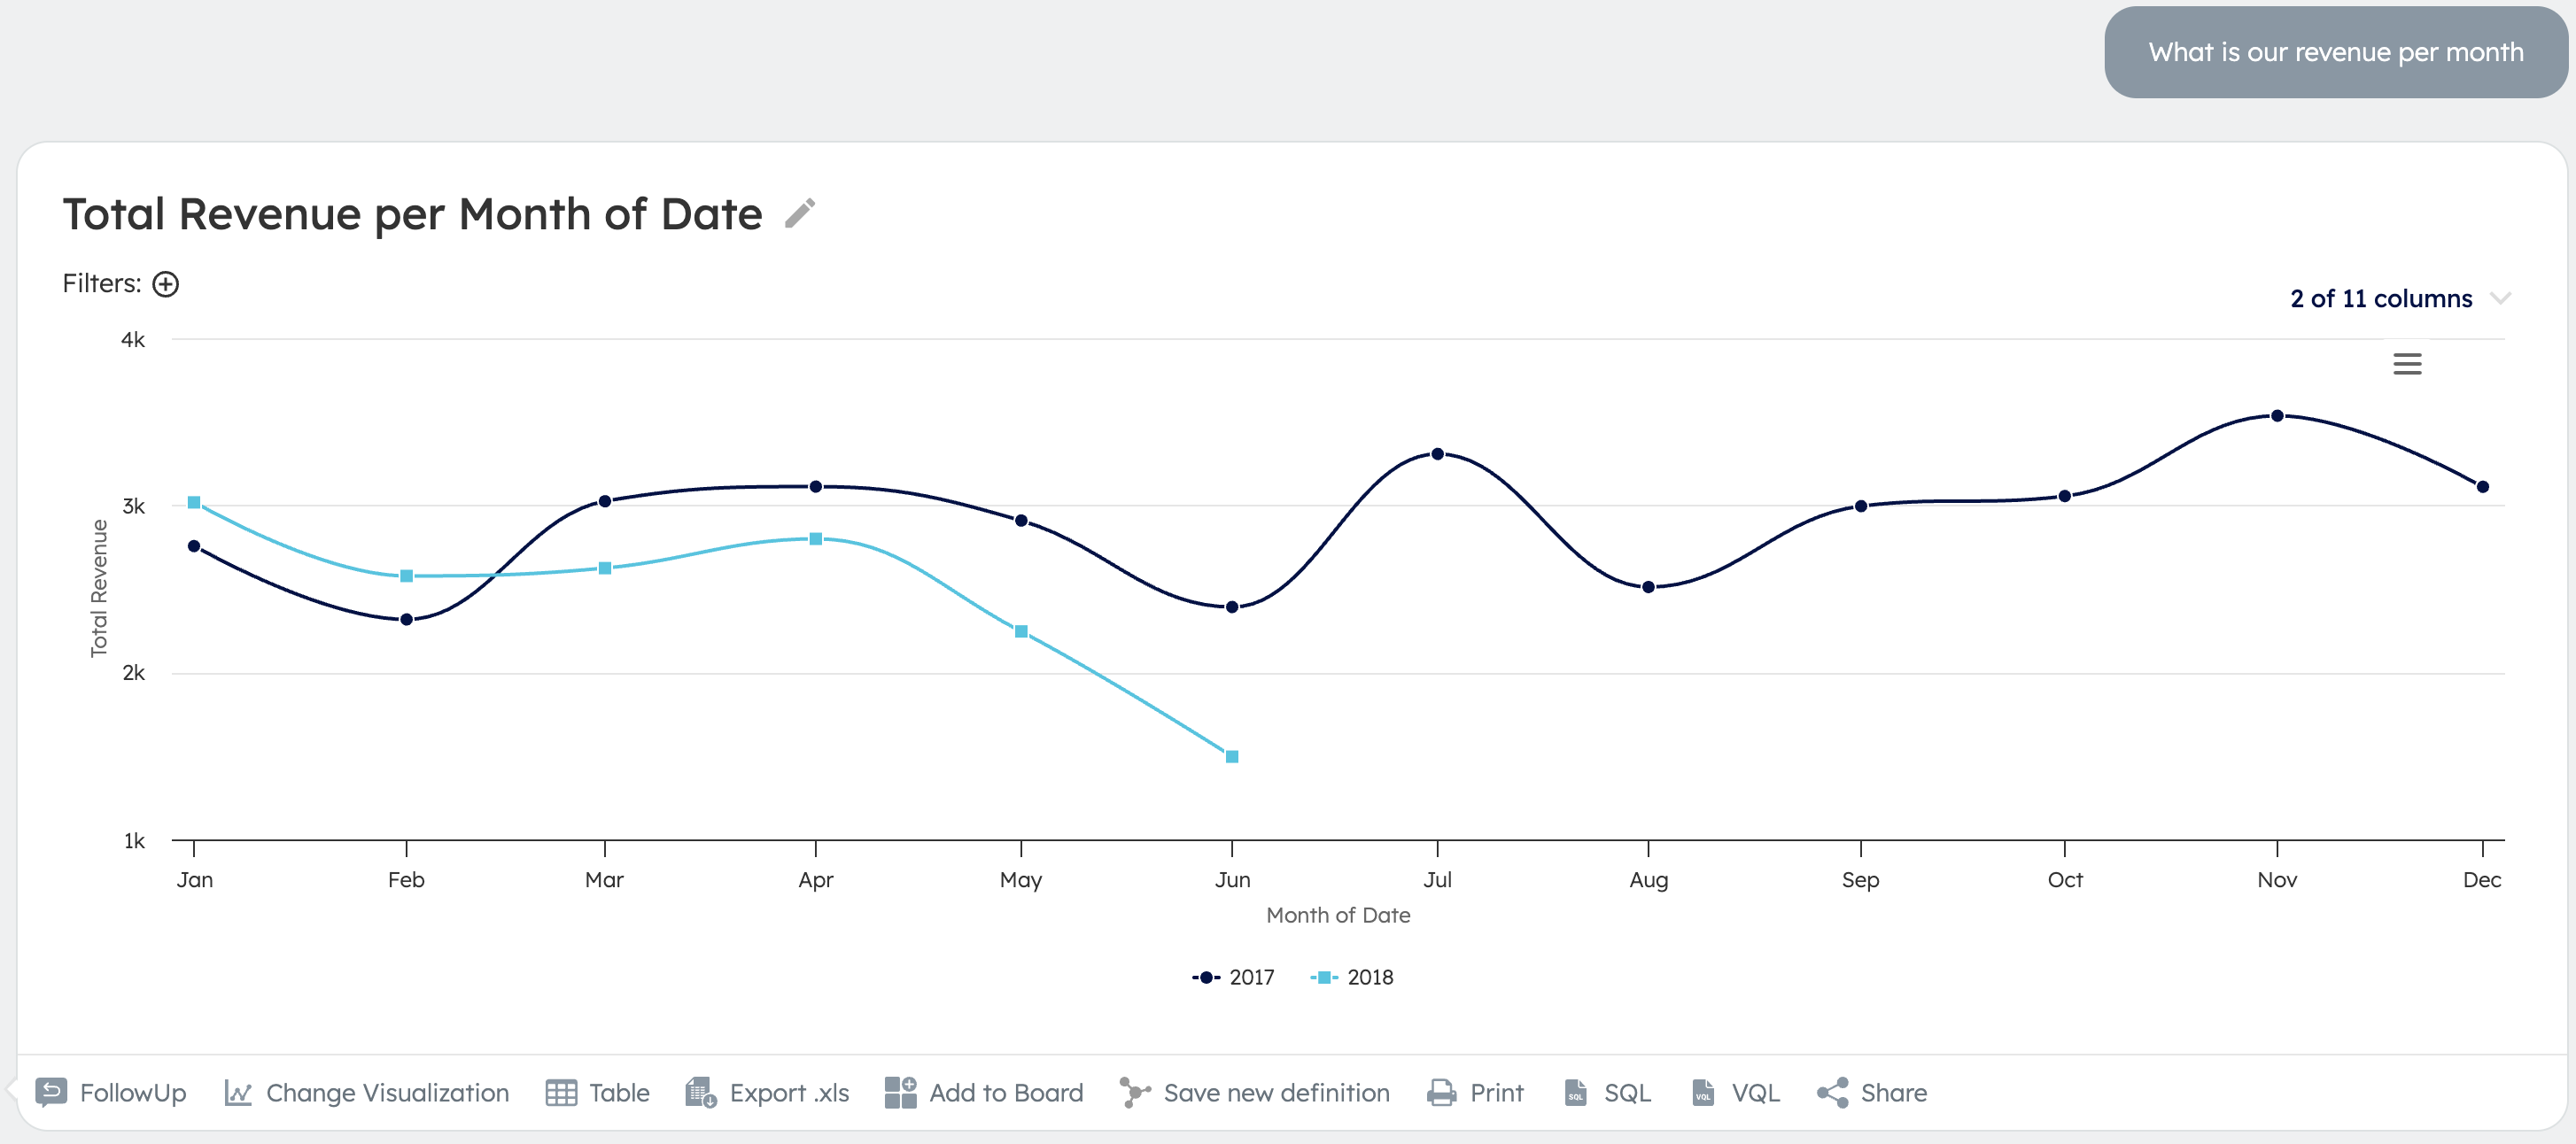 What is our revenue per month
Total Revenue per Month of Date
Filters:
2 of 11 columns
4k
3k
2k
1k
Total Revenue
Jan Feb Mar Apr May Jun Jul Aug Sep Oct Nov Dec
Month of Date
2017 2018
FollowUp Change Visualization Table Export .xls Add to Board Save new definition Print SQL SQL VQL VQL Share